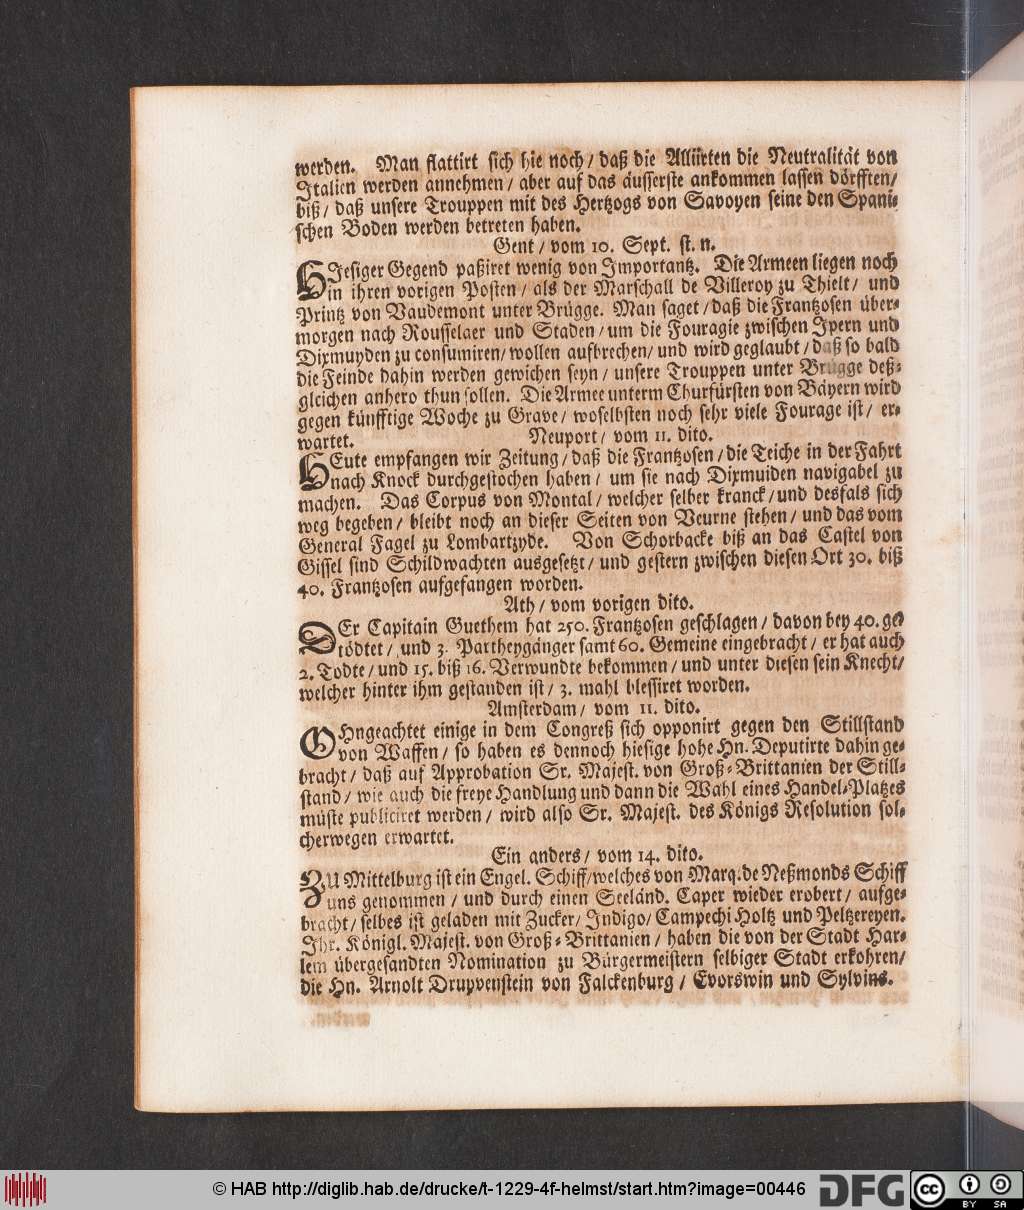 werden. Man flattirt sich hie noch / daß die Alliirten die Neutralität von
Italien werden annehmen / aber auf das äusserste ankommen lassen dörfften /
biß / daß unsere Trouppen mit des Hertzogs von Savoyen seine den Spani-
schen Boden werden betreten haben.
Gent / vom 10. Sept. st. n.
HIesiger Gegend paßiret wenig von Importantz. Die Armeen liegen noch
in ihren vorigen Posten / als der Marschall de Villeroy zu Thielt / und
Printz von Vaudemont unter Brügge. Man saget / daß die Frantzosen über-
morgen nach Rousselaer und Staden / um die Fouragie zwischen Ipern und
Dixmuyden zu consumiren / wollen aufbrechen / und wird geglaubt / daß so bald
die Feinde dahin werden gewichen seyn / unsere Trouppen unter Brügge deß-
gleichen anhero thun sollen. Die Armee unterm Churfürsten von Bäyern wird
gegen künfftige Woche zu Grave / woselbsten noch sehr viele Fourage ist / er-
wartet. Neuport / vom 11. dito.
HEute empfangen wir Zeitung / daß die Frantzosen / die Teiche in der Fahrt
nach Knock durchgestochen haben / um sie nach Dixmuiden navigabel zu
machen. Das Corpus von Montal / welcher selber kranck / und desfals sich
weg begeben / bleibt noch an dieser Seiten von Veurne stehen / und das vom
General Fagel zu Lombartzyde. Von Schorbacke biß an das Castel von
Gissel sind Schildwachten ausgesetzt / und gestern zwischen diesen Ort 30. biß
40. Frantzosen aufgefangen worden.
Ath / vom vorigen dito.
DEr Capitain Guethem hat 250. Frantzosen geschlagen / davon bey 40. ge-
tödtet / und 3. Partheygänger samt 60. Gemeine eingebracht / er hat auch
2. Todte / und 15. biß 16. Verwundte bekommen / und unter diesen sein Knecht /
welcher hinter ihm gestanden ist / 3. mahl blessiret worden.
Amsterdam / vom 11. dito.
OHngeachtet einige in dem Congreß sich opponirt gegen den Stillstand
von Waffen / so haben es dennoch hiesige hohe Hn. Deputirte dahin ge-
bracht / daß auf Approbation Sr. Majest. von Groß-Brittanien der Still-
stand / wie auch die freye Handlung und dann die Wahl eines Handel-Platzes
müste publiciret werden / wird also Sr. Majest. des Königs Resolution sol-
cherwegen erwartet.
Ein anders / vom 14. dito.
ZU Mittelburg ist ein Engel. Schiff / welches von Marq. de Neßmonds Schiff
uns genommen / und durch einen Seeländ. Caper wieder erobert / aufge-
bracht / selbes ist geladen mit Zucker / Indigo / Campechi Holtz und Peltzereyen.
Ihr. Königl. Majest. von Groß-Brittanien / haben die von der Stadt Har-
lem übergesandten Nomination zu Bürgermeistern selbiger Stadt erkohren /
die Hn. Arnolt Druyvenstein von Falckenburg / Evorswin und Sylvins.
© HAB http://diglib.hab.de/drucke/t-1229-4f-helmst/start.htm?image=00446
DFG
cc
BY SA